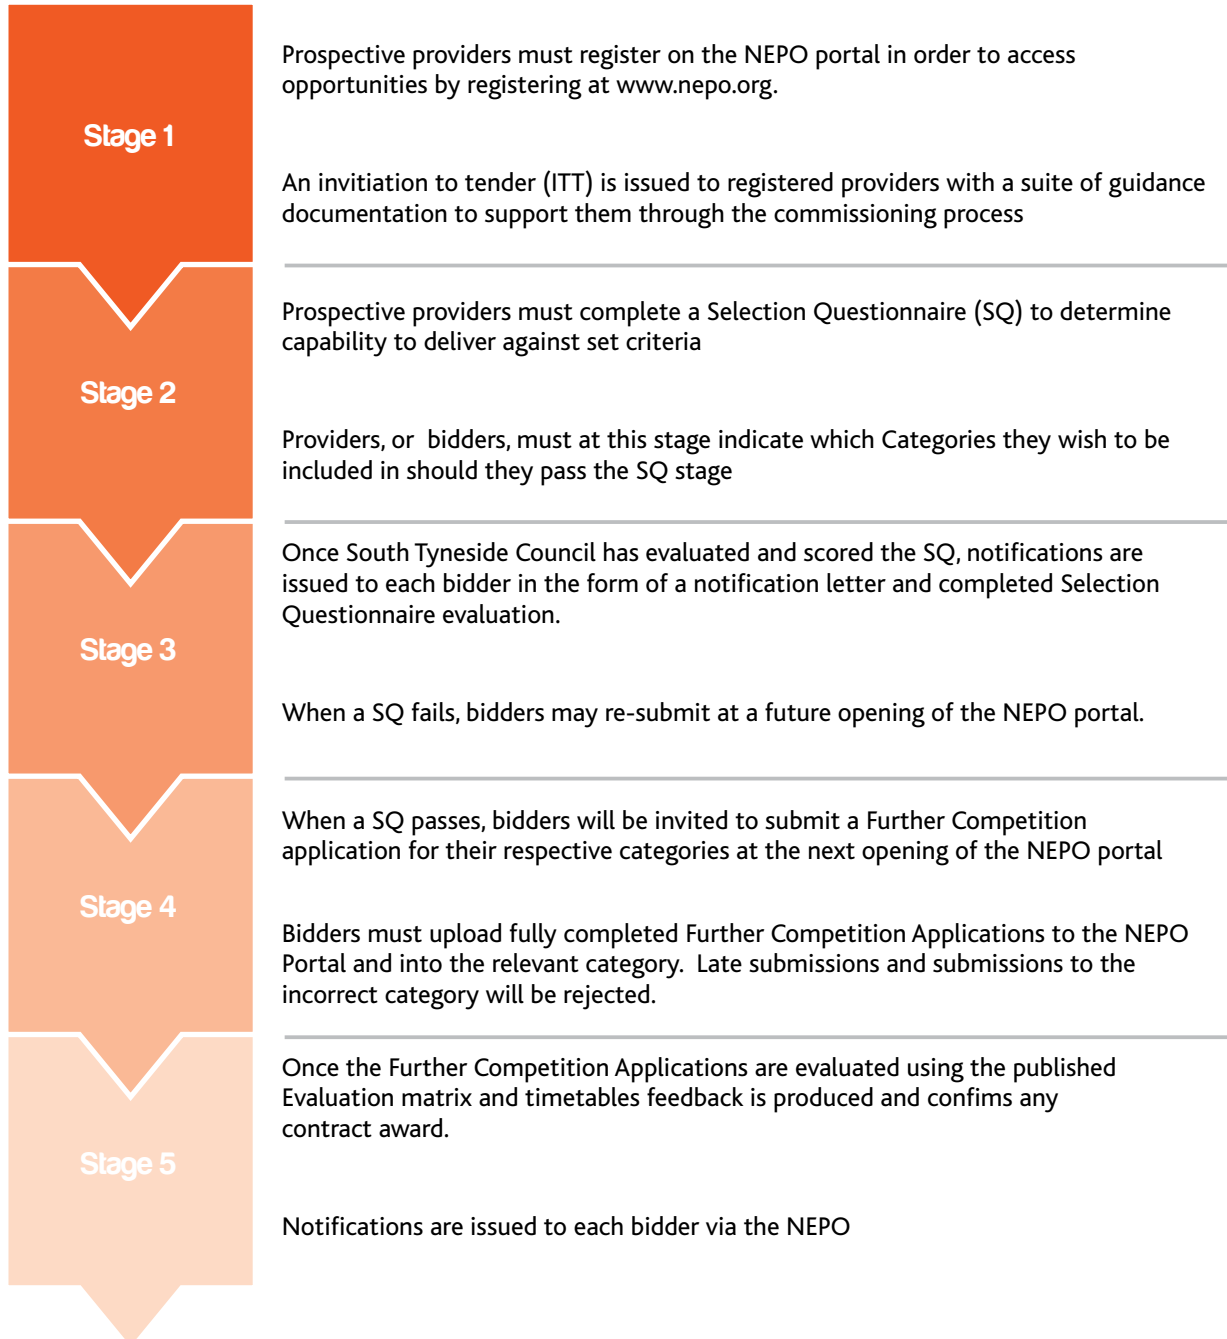 Stage 1
Prospective providers must register on the NEPO portal in order to access
opportunities by registering at www.nepo.org.
An invitiation to tender (ITT) is issued to registered providers with a suite of guidance
documentation to support them through the commissioning process
Stage 2
Prospective providers must complete a Selection Questionnaire (SQ) to determine
capability to deliver against set criteria
Providers, or  bidders, must at this stage indicate which Categories they wish to be
included in should they pass the SQ stage
Stage 3
Once South Tyneside Council has evaluated and scored the SQ, notifications are
issued to each bidder in the form of a notification letter and completed Selection
Questionnaire evaluation.
When a SQ fails, bidders may re-submit at a future opening of the NEPO portal.
Stage 4
When a SQ passes, bidders will be invited to submit a Further Competition
application for their respective categories at the next opening of the NEPO portal
Bidders must upload fully completed Further Competition Applications to the NEPO
Portal and into the relevant category.  Late submissions and submissions to the
incorrect category will be rejected.
Stage 5
Once the Further Competition Applications are evaluated using the published
Evaluation matrix and timetables feedback is produced and confims any
contract award.
Notifications are issued to each bidder via the NEPO